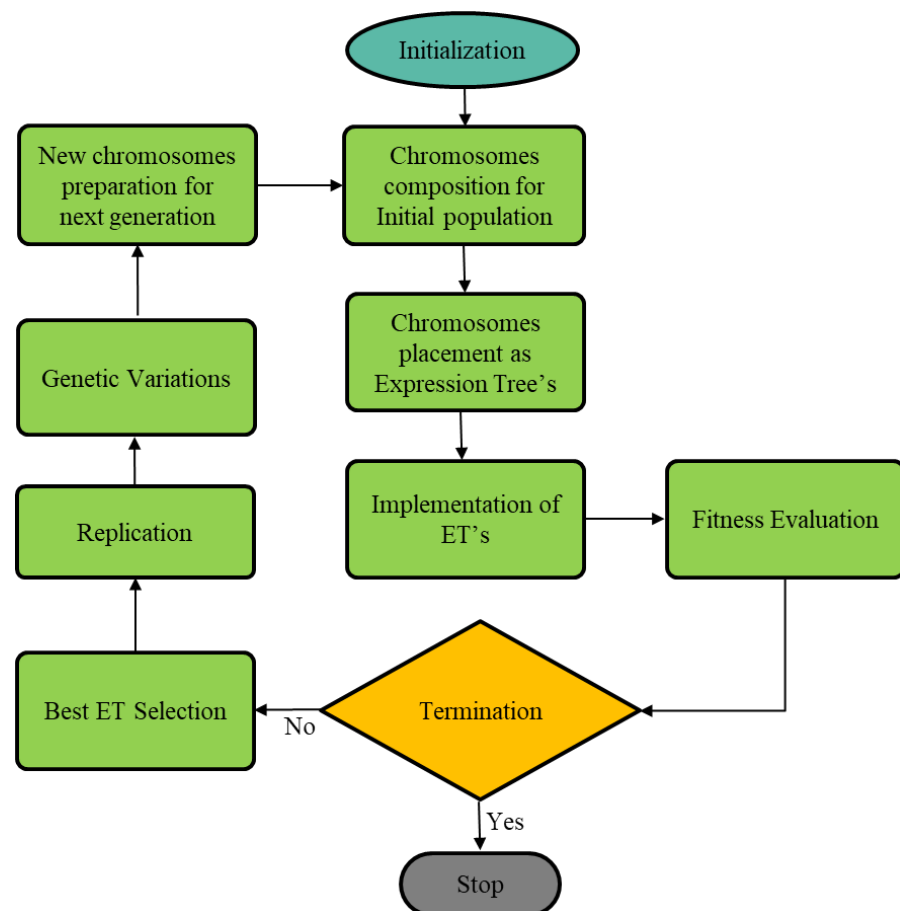 Initialization
New chromosomes
preparation for
next generation
Chromosomes
composition for
Initial population
Chromosomes
placement as
Expression Tree’s
Genetic Variations
Implementation of
ET’s
Fitness Evaluation
Replication
Best ET Selection
No
Termination
Yes
Stop